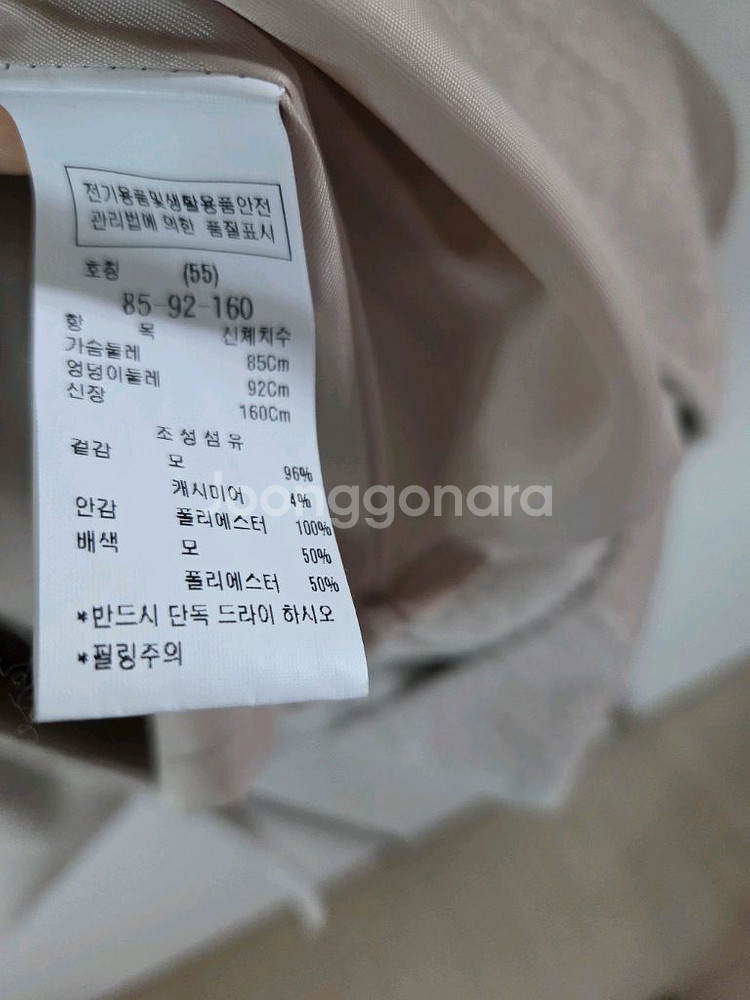 전기용품및생활용품안전
관리법에 의한 품질표시
호칭 (55)
85-92-160
항 목 신체치수
가슴둘레 85Cm
엉덩이둘레 92Cm
신장 160Cm
조성섬유
겉감 모 96%
캐시미어 4%
안감 폴리에스터 100%
배색 모 50%
폴리에스터 50%
*반드시 단독 드라이 하시오
*필링주의
Joonggonara